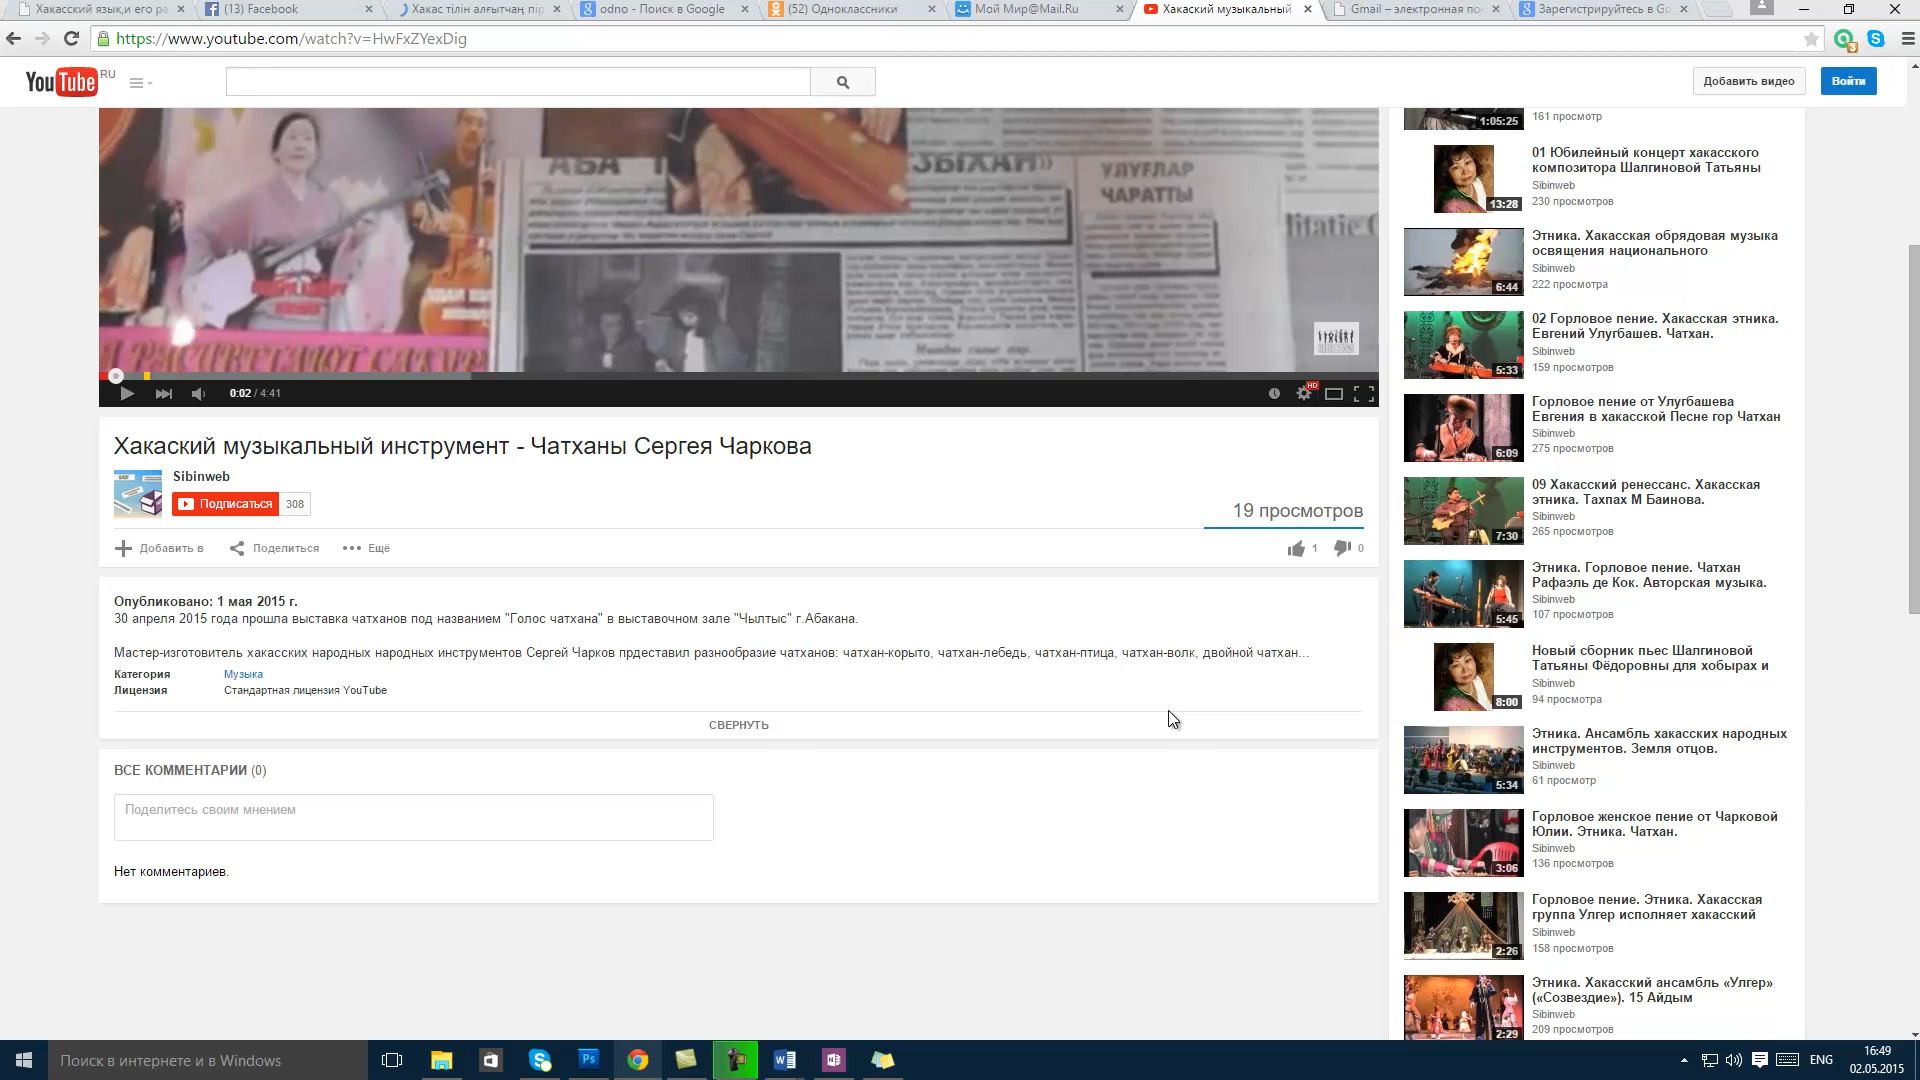 Хакасский язык,и его ра
(13) Facebook
Хакас тілін алғытчаң пір
odno - Поиск в Google
(52) Одноклассники
Мой Мир@Mail.Ru
Хакаский музыкальный
Gmail – электронная по
Зарегистрируйтесь в Go
https://www.youtube.com/watch?v=HwFxZYexDig
3
YouTube RU
Добавить видео
Войти
АБА Т
ЗЫХАН»
УЛУҒЛАР
ЧАРАТТЫ
РАСЦВЕТАЮТ САКУР
0:02 / 4:41
HD
Хакаский музыкальный инструмент - Чатханы Сергея Чаркова
Sibinweb
Подписаться 308
19 просмотров
Добавить в
Поделиться
Ещё
1
0
Опубликовано: 1 мая 2015 г.
30 апреля 2015 года прошла выставка чатханов под названием "Голос чатхана" в выставочном зале "Чылтыс" г.Абакана.
Мастер-изготовитель хакасских народных народных инструментов Сергей Чарков прдеставил разнообразие чатханов: чатхан-корыто, чатхан-лебедь, чатхан-птица, чатхан-волк, двойной чатхан...
Категория Музыка
Лицензия Стандартная лицензия YouTube
СВЕРНУТЬ
ВСЕ КОММЕНТАРИИ (0)
Поделитесь своим мнением
Нет комментариев.
1:05:25
161 просмотр
01 Юбилейный концерт хакасского
композитора Шалгиновой Татьяны
Sibinweb
230 просмотров
13:28
Этника. Хакасская обрядовая музыка
освящения национального
Sibinweb
222 просмотра
6:44
02 Горловое пение. Хакасская этника.
Евгений Улугбашев. Чатхан.
Sibinweb
159 просмотров
5:33
Горловое пение от Улугбашева
Евгения в хакасской Песне гор Чатхан
Sibinweb
275 просмотров
6:09
09 Хакасский ренессанс. Хакасская
этника. Тахпах М Баинова.
Sibinweb
265 просмотров
7:30
Этника. Горловое пение. Чатхан
Рафаэль де Кок. Авторская музыка.
Sibinweb
107 просмотров
5:45
Новый сборник пьес Шалгиновой
Татьяны Фёдоровны для хобыраx и
Sibinweb
94 просмотра
8:00
Этника. Ансамбль хакасских народных
инструментов. Земля отцов.
Sibinweb
61 просмотр
5:34
Горловое женское пение от Чарковой
Юлии. Этника. Чатхан.
Sibinweb
136 просмотров
3:06
Горловое пение. Этника. Хакасская
группа Улгер исполняет хакасский
Sibinweb
158 просмотров
2:26
Этника. Хакасский ансамбль «Улгер»
(«Созвездие»). 15 Айдым
Sibinweb
209 просмотров
2:29
Поиск в интернете и в Windows
Ps
ENG
16:49
02.05.2015